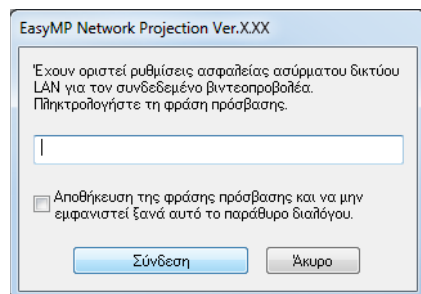 EasyMP Network Projection Ver.X.XX
Έχουν οριστεί ρυθμίσεις ασφαλείας ασύρματου δικτύου
LAN για τον συνδεδεμένο βιντεοπροβολέα.
Πληκτρολογήστε τη φράση πρόσβασης.
Αποθήκευση της φράσης πρόσβασης και να μην
εμφανιστεί ξανά αυτό το παράθυρο διαλόγου.
Σύνδεση Άκυρο